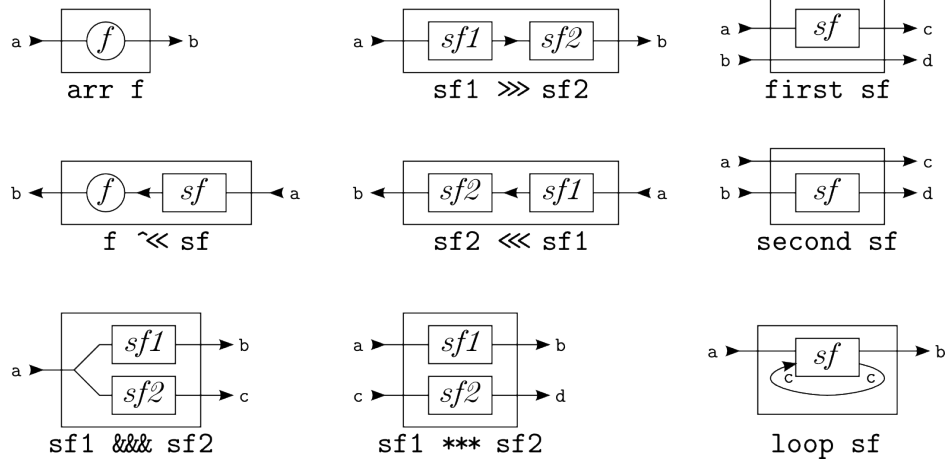 a f b
arr f
a sf1 sf2 b
sf1 >>> sf2
a sf c
b d
first sf
b f sf a
f ^<< sf
b sf2 sf1 a
sf2 <<< sf1
a c
b sf d
second sf
sf1 b
a
sf2 c
sf1 &&& sf2
a sf1 b
c sf2 d
sf1 *** sf2
a sf b
c c
loop sf